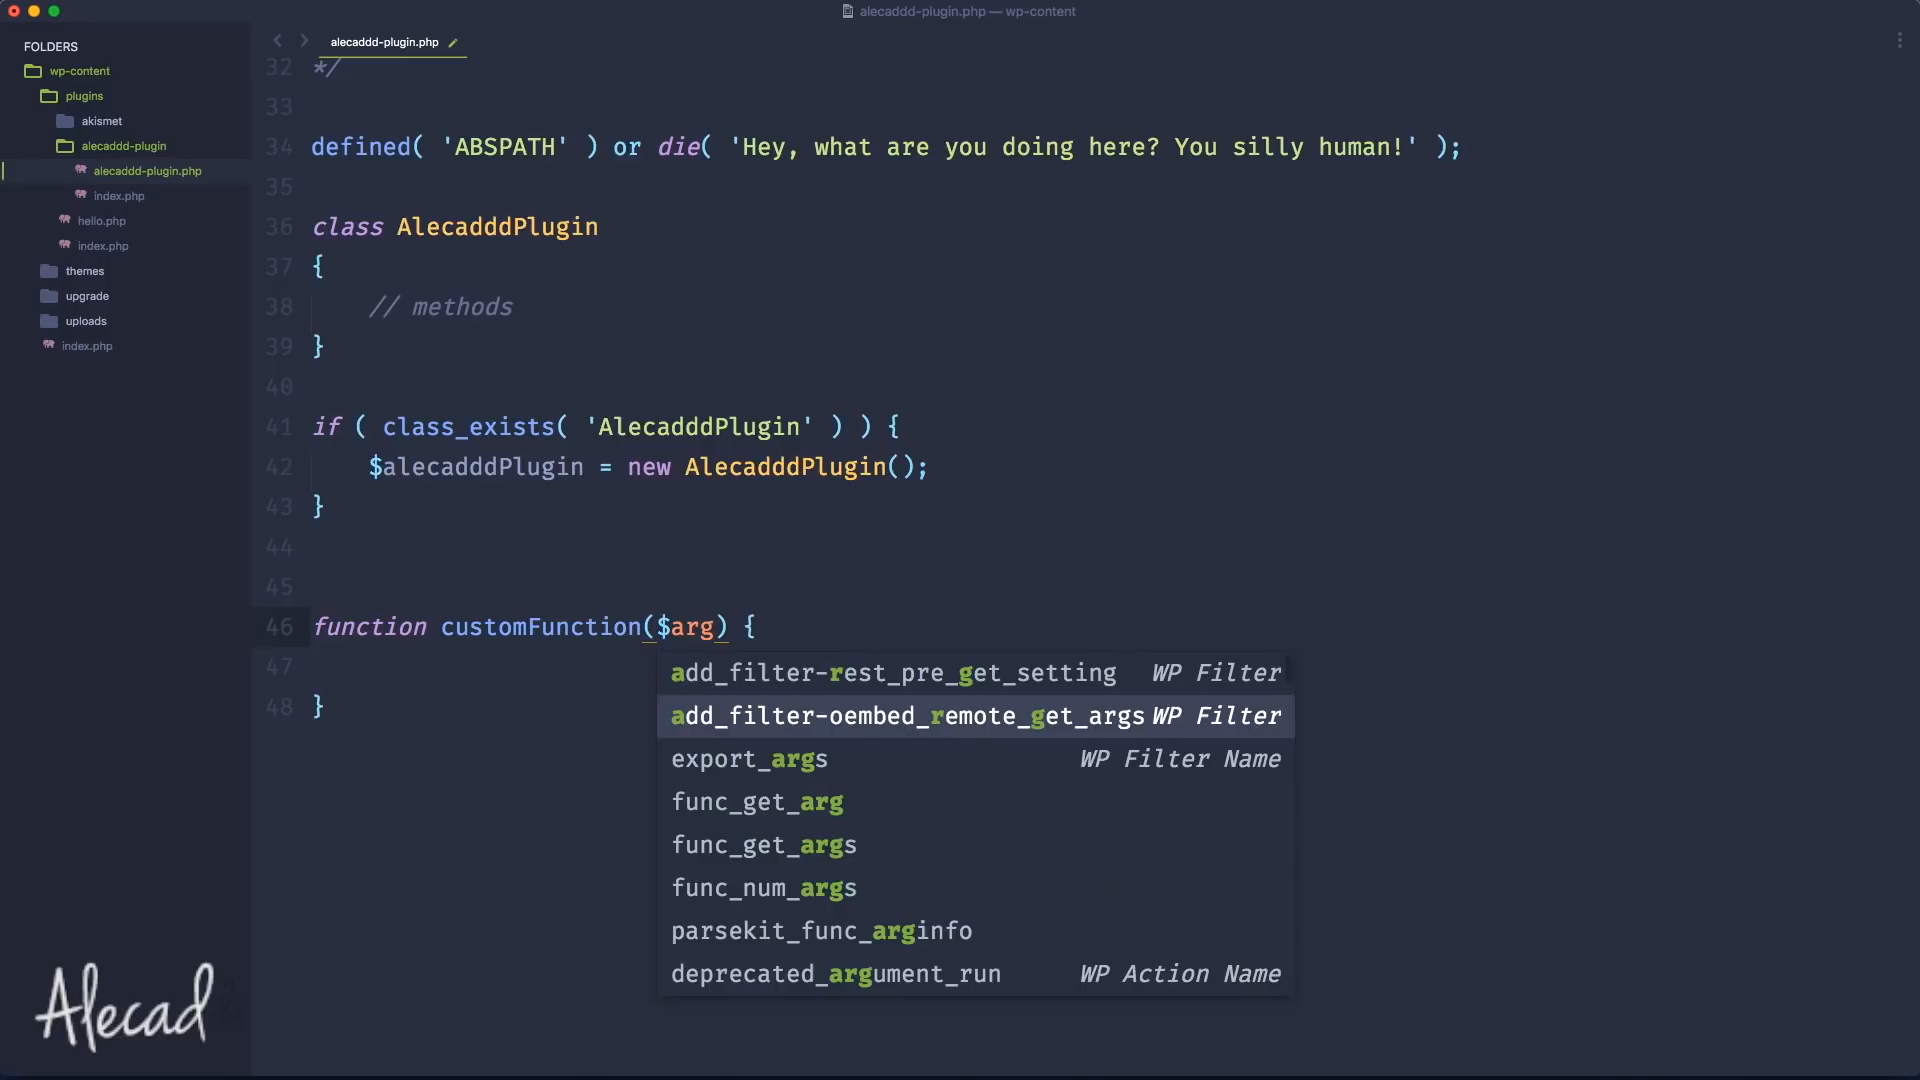 alecaddd-plugin.php — wp-content
FOLDERS
wp-content
plugins
akismet
alecaddd-plugin
alecaddd-plugin.php
index.php
hello.php
index.php
themes
upgrade
uploads
index.php
alecaddd-plugin.php
32 */
33
34 defined( 'ABSPATH' ) or die( 'Hey, what are you doing here? You silly human!' );
35
36 class AlecadddPlugin
37 {
38 // methods
39 }
40
41 if ( class_exists( 'AlecadddPlugin' ) ) {
42 $alecadddPlugin = new AlecadddPlugin();
43 }
44
45
46 function customFunction($arg) {
47
48 }
add_filter-rest_pre_get_setting WP Filter
add_filter-oembed_remote_get_args WP Filter
export_args WP Filter Name
func_get_arg
func_get_args
func_num_args
parsekit_func_arginfo
deprecated_argument_run WP Action Name
Alecad